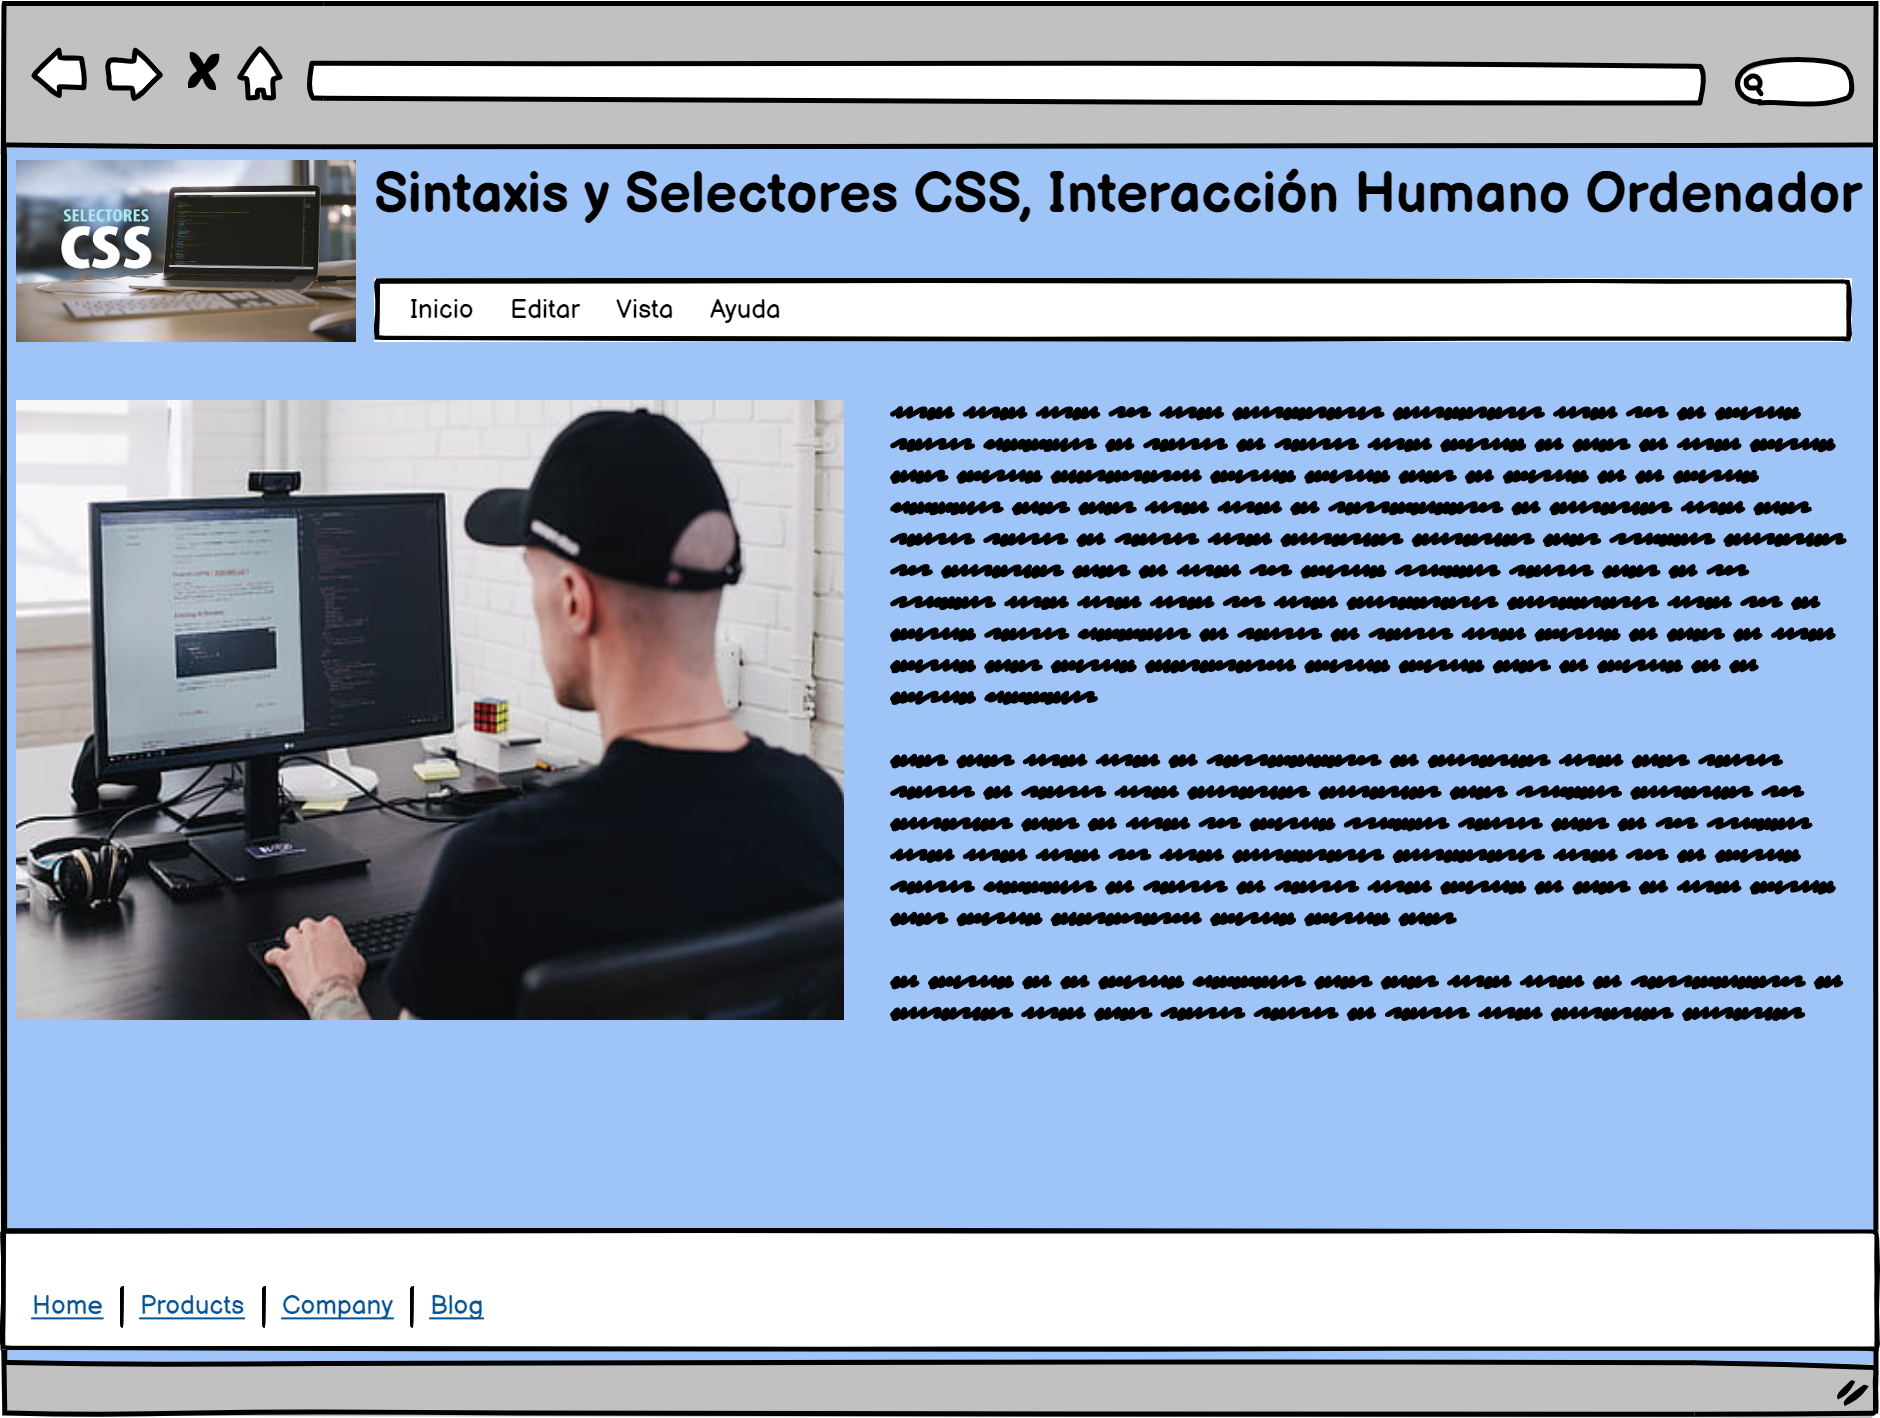 SELECTORES
CSS
Sintaxis y Selectores CSS, Interacción Humano Ordenador
Inicio Editar Vista Ayuda
Home Products Company Blog